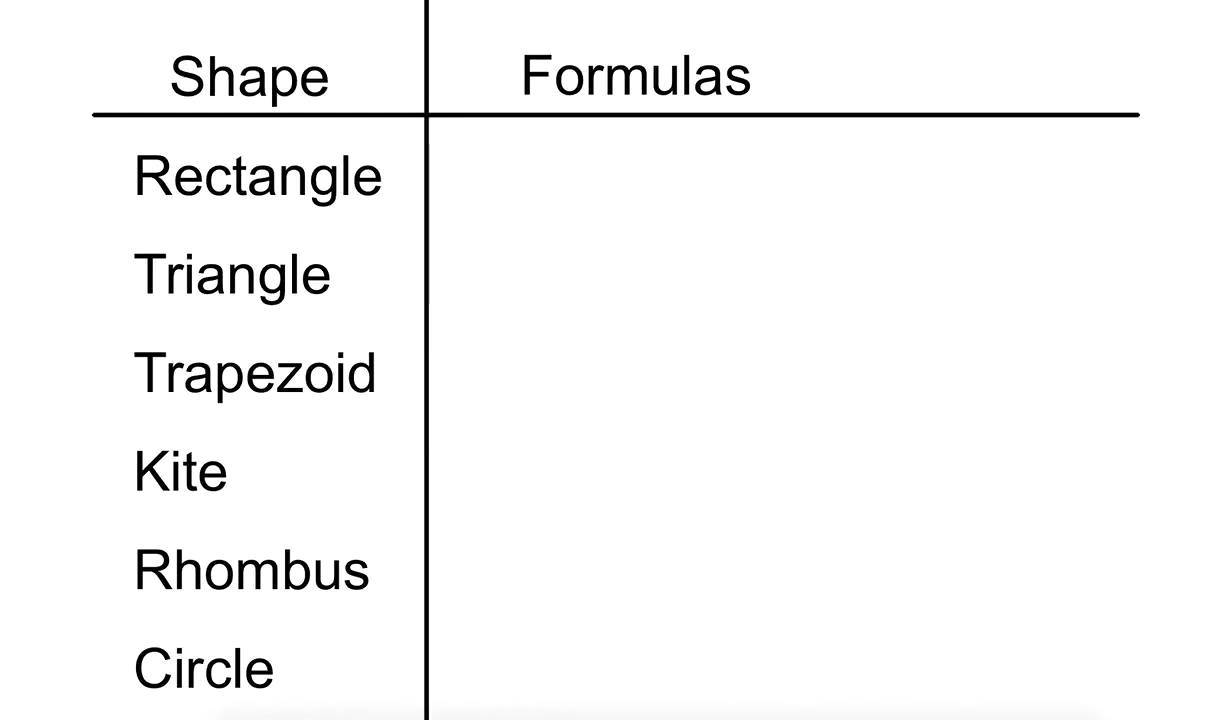 Shape Formulas
Rectangle
Triangle
Trapezoid
Kite
Rhombus
Circle